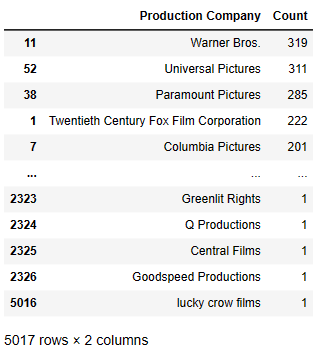 Production Company Count
11 Warner Bros. 319
52 Universal Pictures 311
38 Paramount Pictures 285
1 Twentieth Century Fox Film Corporation 222
7 Columbia Pictures 201
... ... ...
2323 Greenlit Rights 1
2324 Q Productions 1
2325 Central Films 1
2326 Goodspeed Productions 1
5016 lucky crow films 1
5017 rows × 2 columns